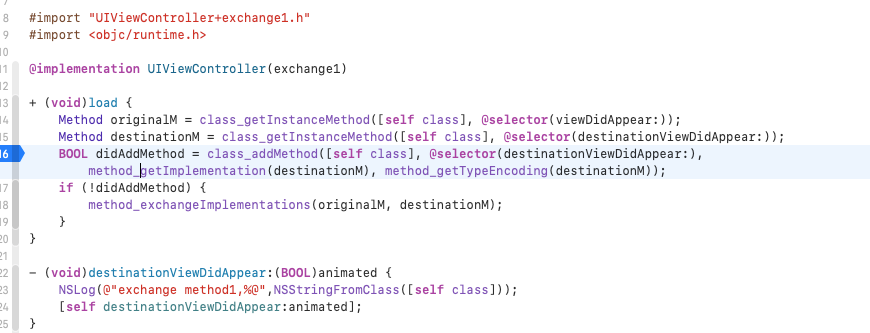 7
8 #import "UIViewController+exchange1.h"
9 #import <objc/runtime.h>
10
11 @implementation UIViewController(exchange1)
12
13 + (void)load {
14     Method originalM = class_getInstanceMethod([self class], @selector(viewDidAppear:));
15     Method destinationM = class_getInstanceMethod([self class], @selector(destinationViewDidAppear:));
16     BOOL didAddMethod = class_addMethod([self class], @selector(destinationViewDidAppear:),
        method_getImplementation(destinationM), method_getTypeEncoding(destinationM));
17     if (!didAddMethod) {
18         method_exchangeImplementations(originalM, destinationM);
19     }
20 }
21
22 - (void)destinationViewDidAppear:(BOOL)animated {
23     NSLog(@"exchange method1,%@",NSStringFromClass([self class]));
24     [self destinationViewDidAppear:animated];
25 }